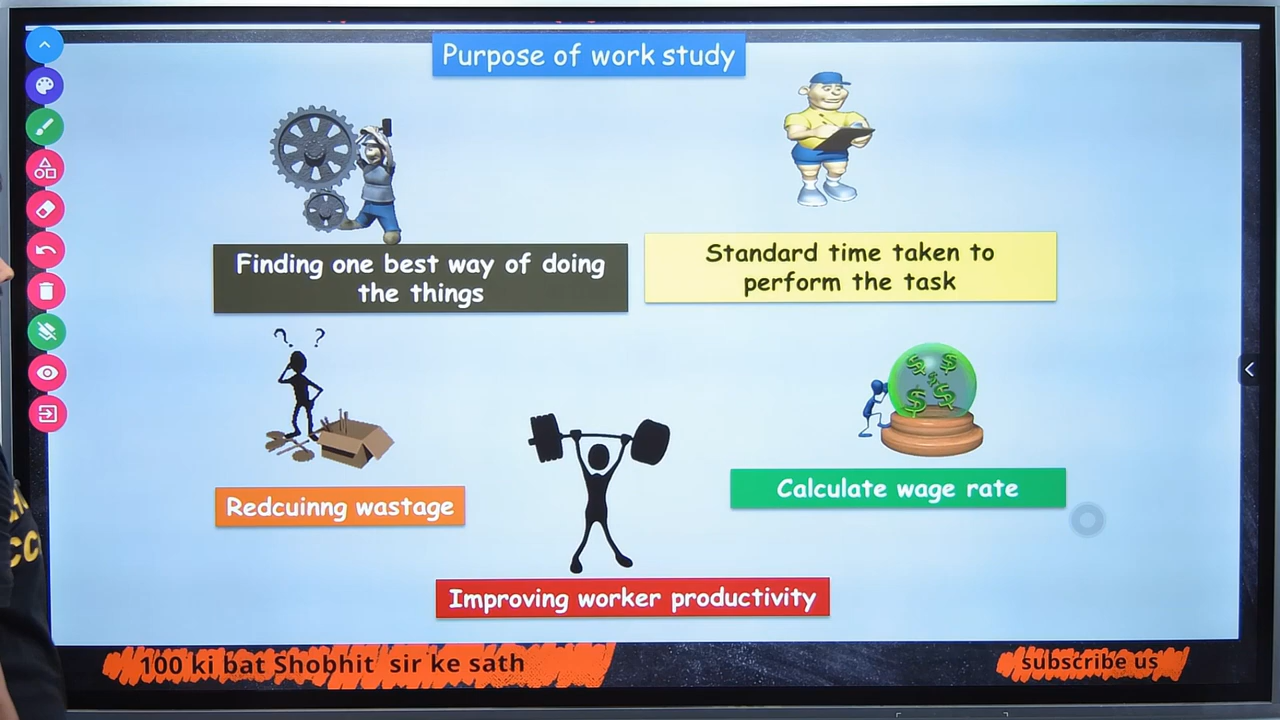 Purpose of work study
Finding one best way of doing
the things
Standard time taken to
perform the task
Redcuinng wastage
Calculate wage rate
Improving worker productivity
100 ki bat Shobhit sir ke sath
subscribe us